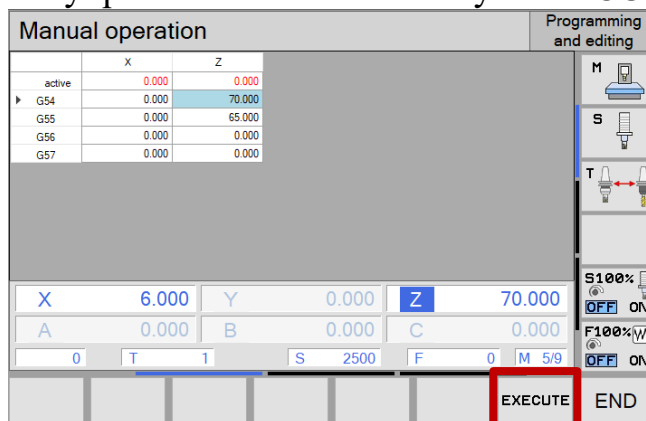 Manual operation
Programming and editing
X Z
active 0.000 0.000
G54 0.000 70.000
G55 0.000 65.000
G56 0.000 0.000
G57 0.000 0.000
M
S
T
X 6.000 Y 0.000 Z 70.000
A 0.000 B 0.000 C 0.000
0 T 1 S 2500 F 0 M 5/9
S100%
OFF ON
F100% W
OFF ON
EXECUTE END